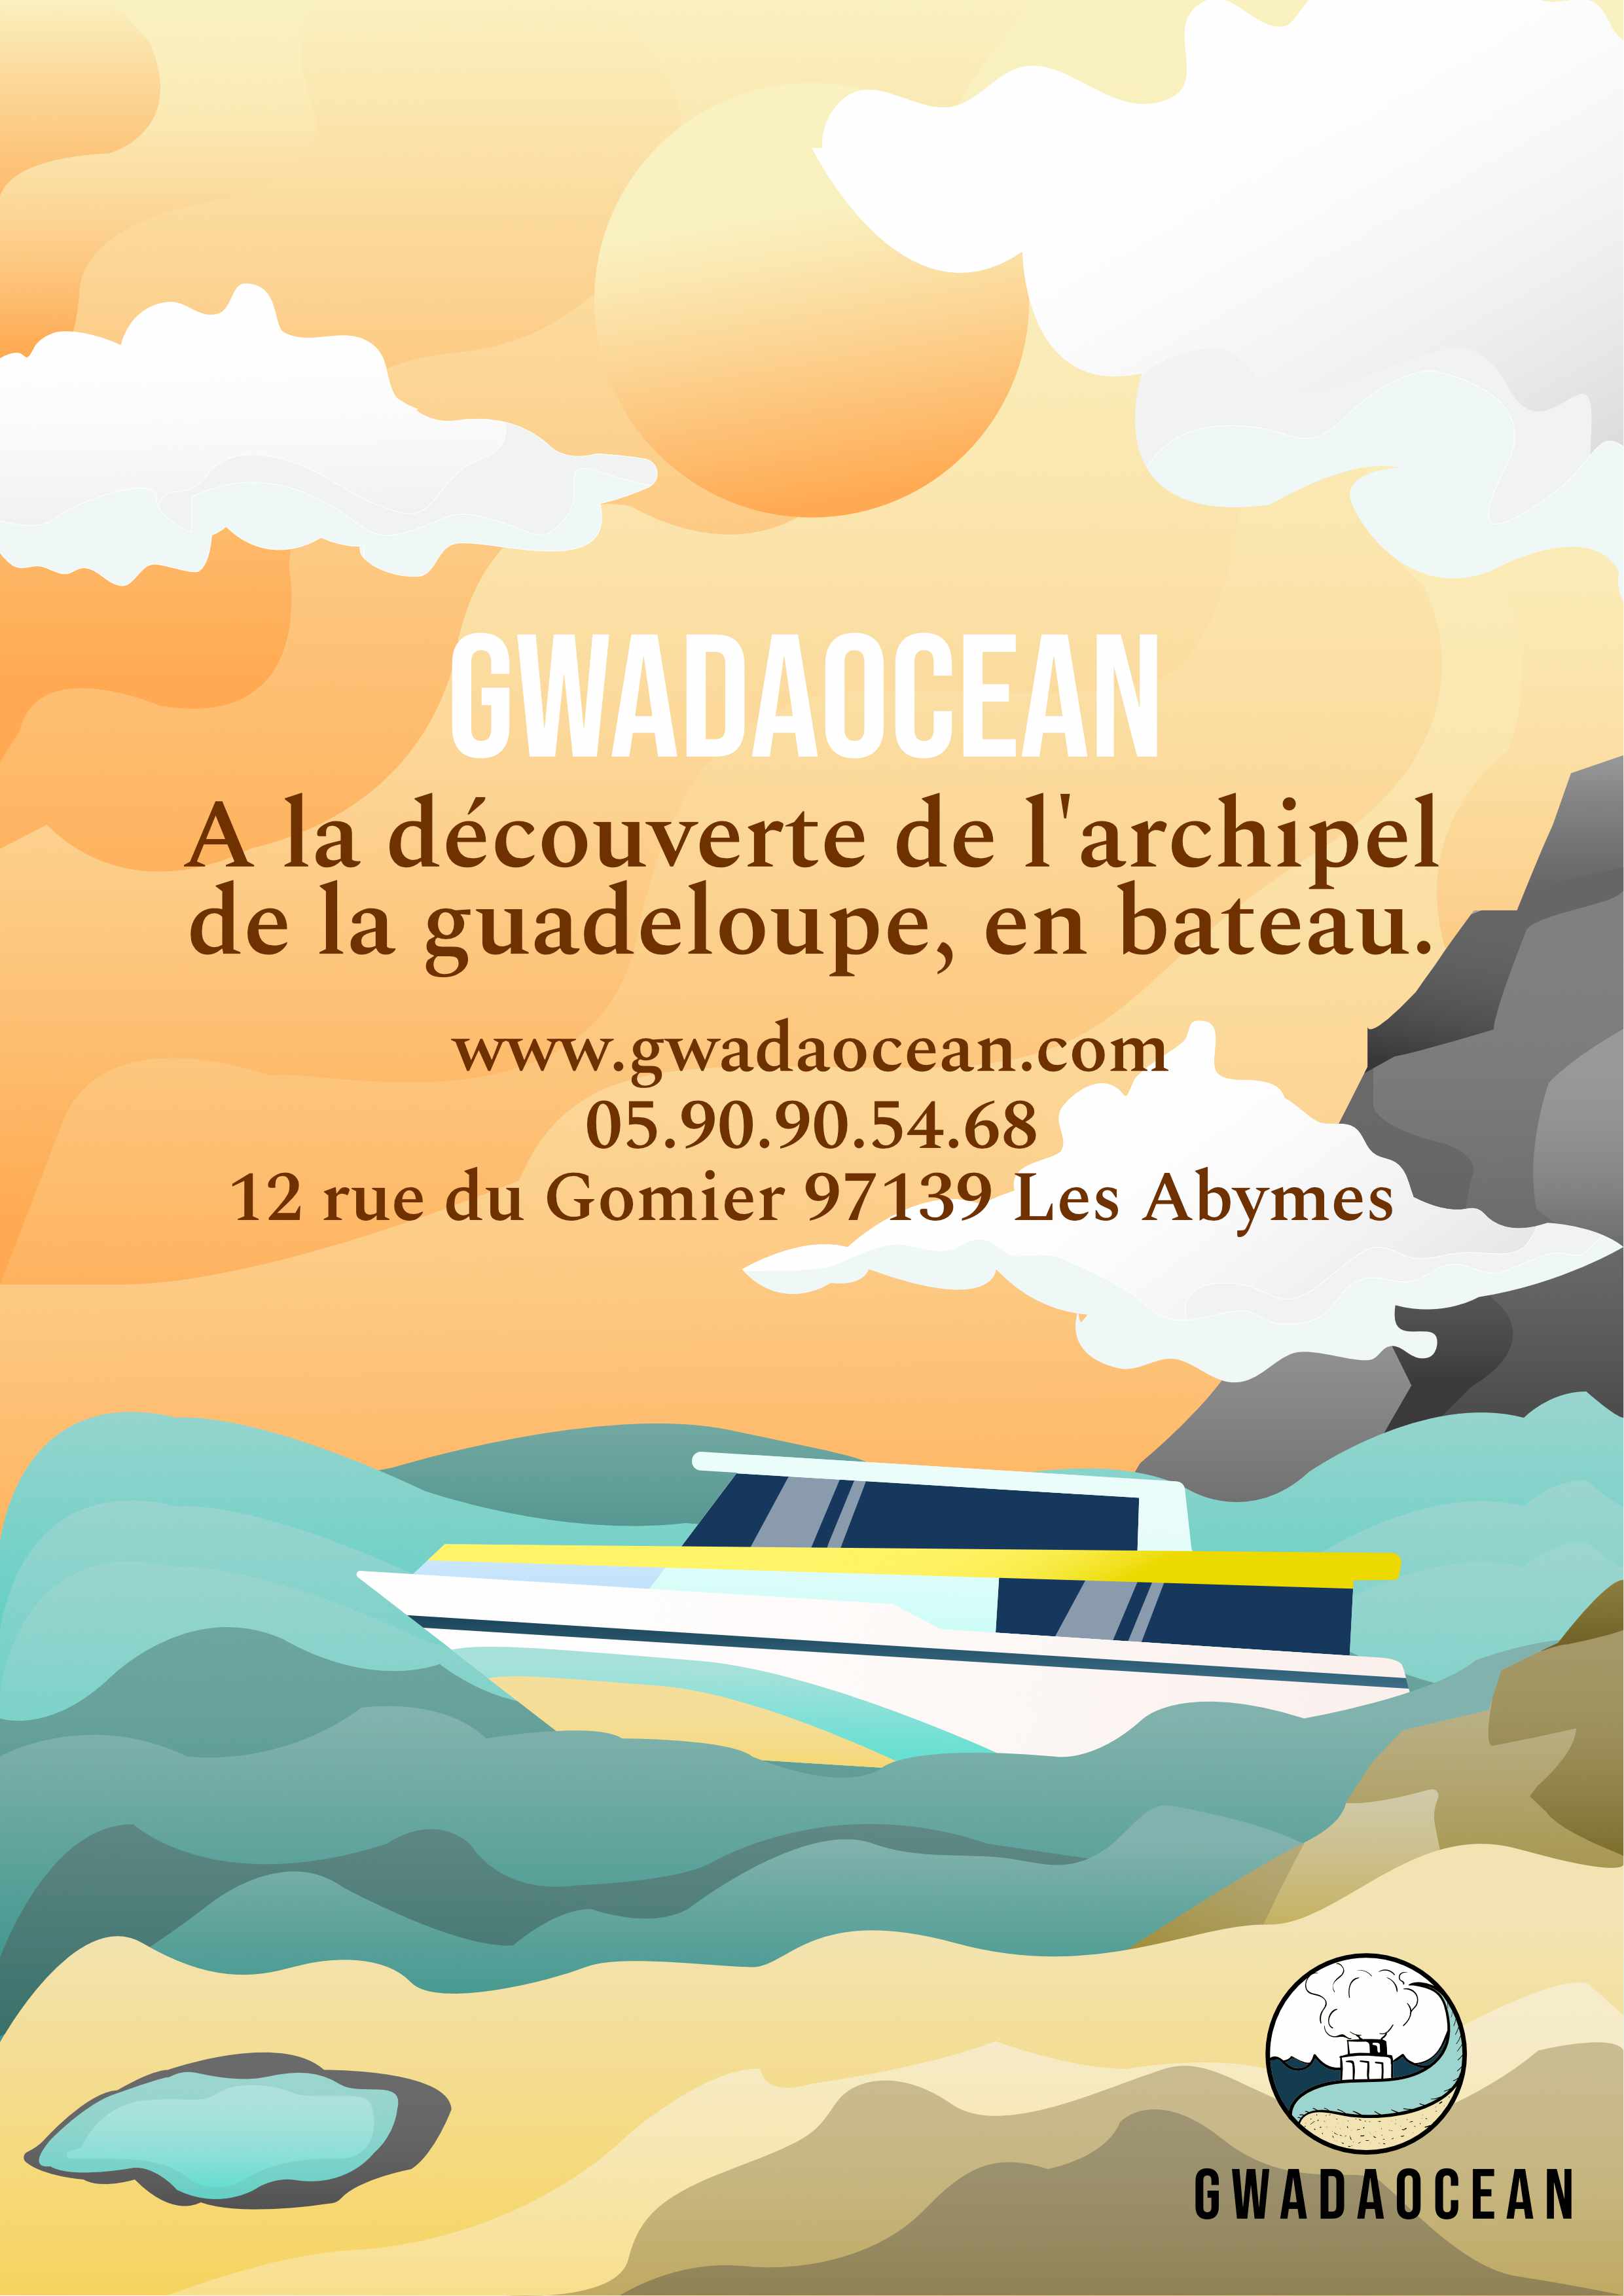 GWADAOCEAN
A la découverte de l'archipel
de la guadeloupe, en bateau.
www.gwadaocean.com
05.90.90.54.68
12 rue du Gomier 97139 Les Abymes
GWADAOCEAN